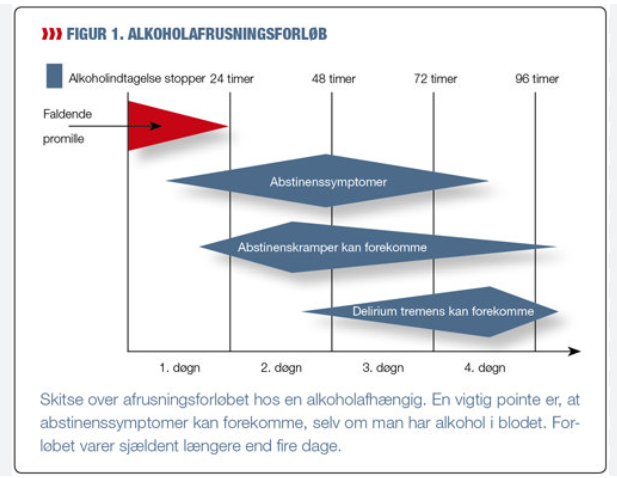 ››› FIGUR 1. ALKOHOLAFRUSNINGSFORLØB
Alkoholindtagelse stopper 24 timer 48 timer 72 timer 96 timer
Faldende
promille
Abstinenssymptomer
Abstinenskramper kan forekomme
Delirium tremens kan forekomme
1. døgn 2. døgn 3. døgn 4. døgn
Skitse over afrusningsforløbet hos en alkoholafhængig. En vigtig pointe er, at
abstinenssymptomer kan forekomme, selv om man har alkohol i blodet. For-
løbet varer sjældent længere end fire dage.